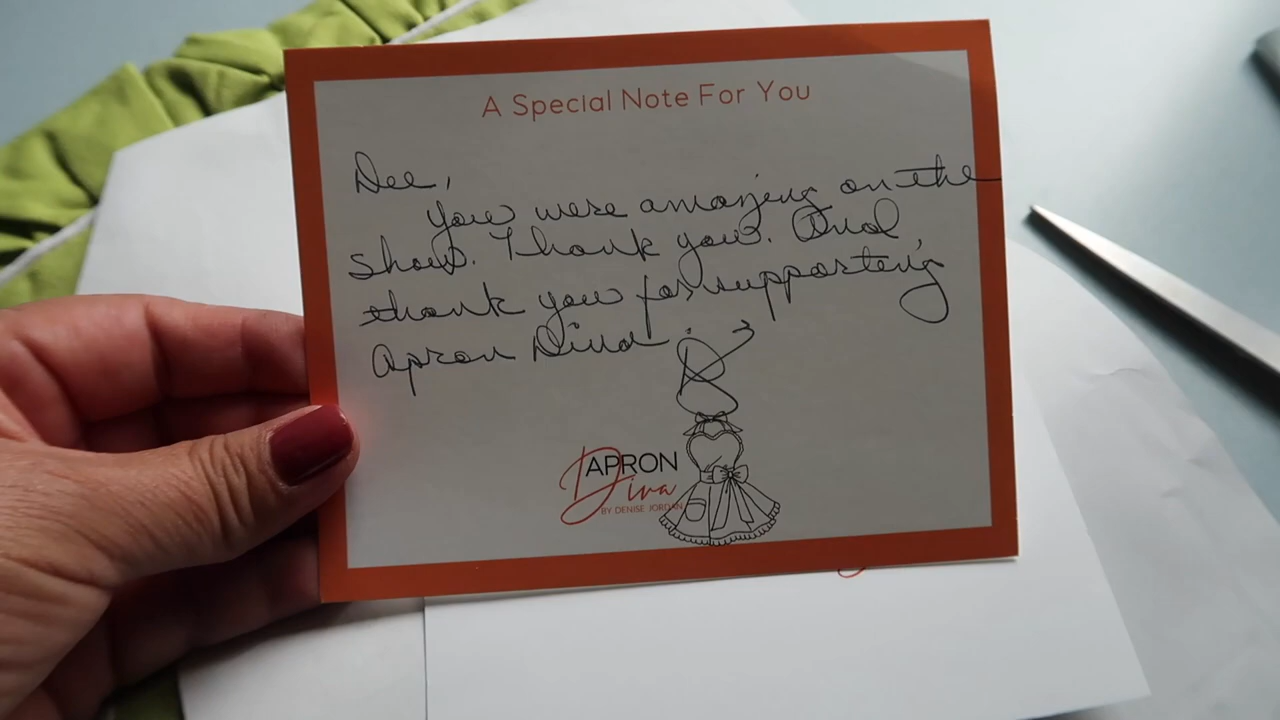 A Special Note For You
Dee,
You were amazing on the
show. Thank you. And,
thank you for supporting
Apron Diva.
APRON
Diva
BY DENISE JORDAN